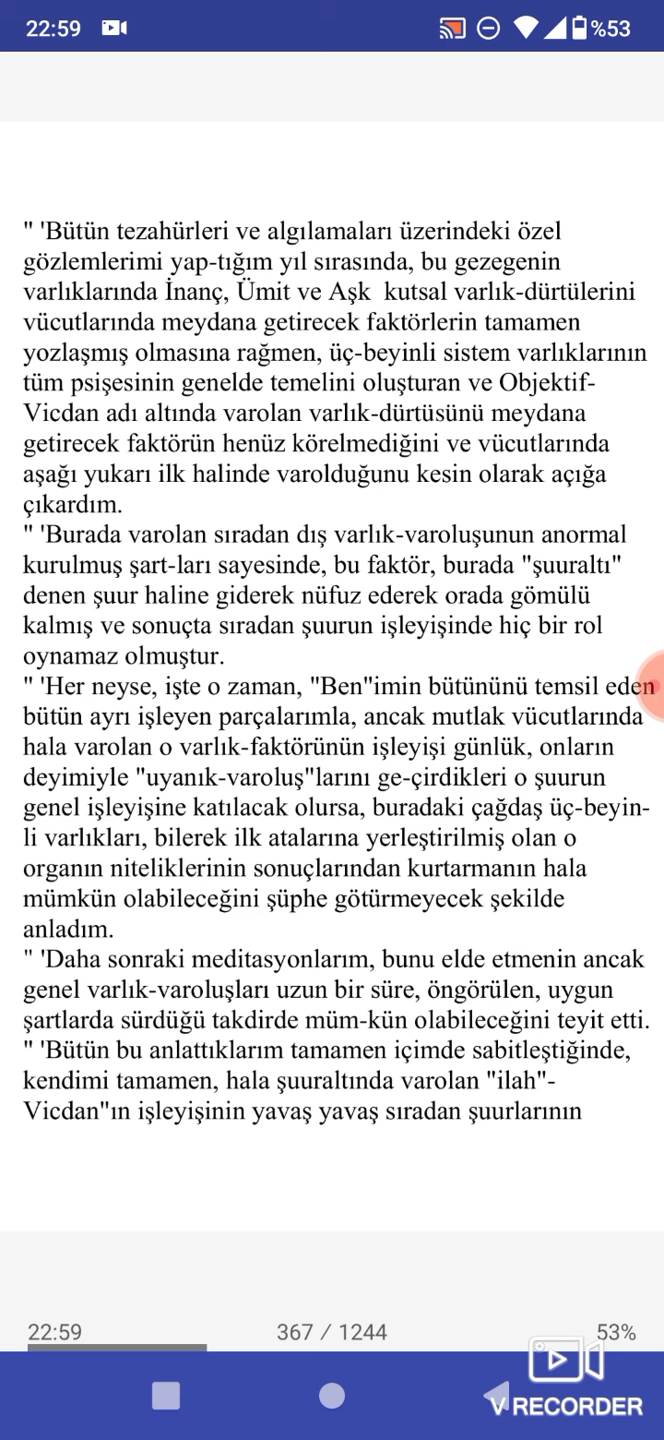 22:59
%53
" 'Bütün tezahürleri ve algılamaları üzerindeki özel
gözlemlerimi yap-tığım yıl sırasında, bu gezegenin
varlıklarında İnanç, Ümit ve Aşk kutsal varlık-dürtülerini
vücutlarında meydana getirecek faktörlerin tamamen
yozlaşmış olmasına rağmen, üç-beyinli sistem varlıklarının
tüm psişesinin genelde temelini oluşturan ve Objektif-
Vicdan adı altında varolan varlık-dürtüsünü meydana
getirecek faktörün henüz körelmediğini ve vücutlarında
aşağı yukarı ilk halinde varolduğunu kesin olarak açığa
çıkardım.
" 'Burada varolan sıradan dış varlık-varoluşunun anormal
kurulmuş şart-ları sayesinde, bu faktör, burada "şuuraltı"
denen şuur haline giderek nüfuz ederek orada gömülü
kalmış ve sonuçta sıradan şuurun işleyişinde hiç bir rol
oynamaz olmuştur.
" 'Her neyse, işte o zaman, "Ben"imin bütününü temsil eden
bütün ayrı işleyen parçalarımla, ancak mutlak vücutlarında
hala varolan o varlık-faktörünün işleyişi günlük, onların
deyimiyle "uyanık-varoluş"larını ge-çirdikleri o şuurun
genel işleyişine katılacak olursa, buradaki çağdaş üç-beyin-
li varlıkları, bilerek ilk atalarına yerleştirilmiş olan o
organın niteliklerinin sonuçlarından kurtarmanın hala
mümkün olabileceğini şüphe götürmeyecek şekilde
anladım.
" 'Daha sonraki meditasyonlarım, bunu elde etmenin ancak
genel varlık-varoluşları uzun bir süre, öngörülen, uygun
şartlarda sürdüğü takdirde müm-kün olabileceğini teyit etti.
" 'Bütün bu anlattıklarım tamamen içimde sabitleştiğinde,
kendimi tamamen, hala şuuraltında varolan "ilah"-
Vicdan"ın işleyişinin yavaş yavaş sıradan şuurlarının
22:59
367 / 1244
53%
V RECORDER